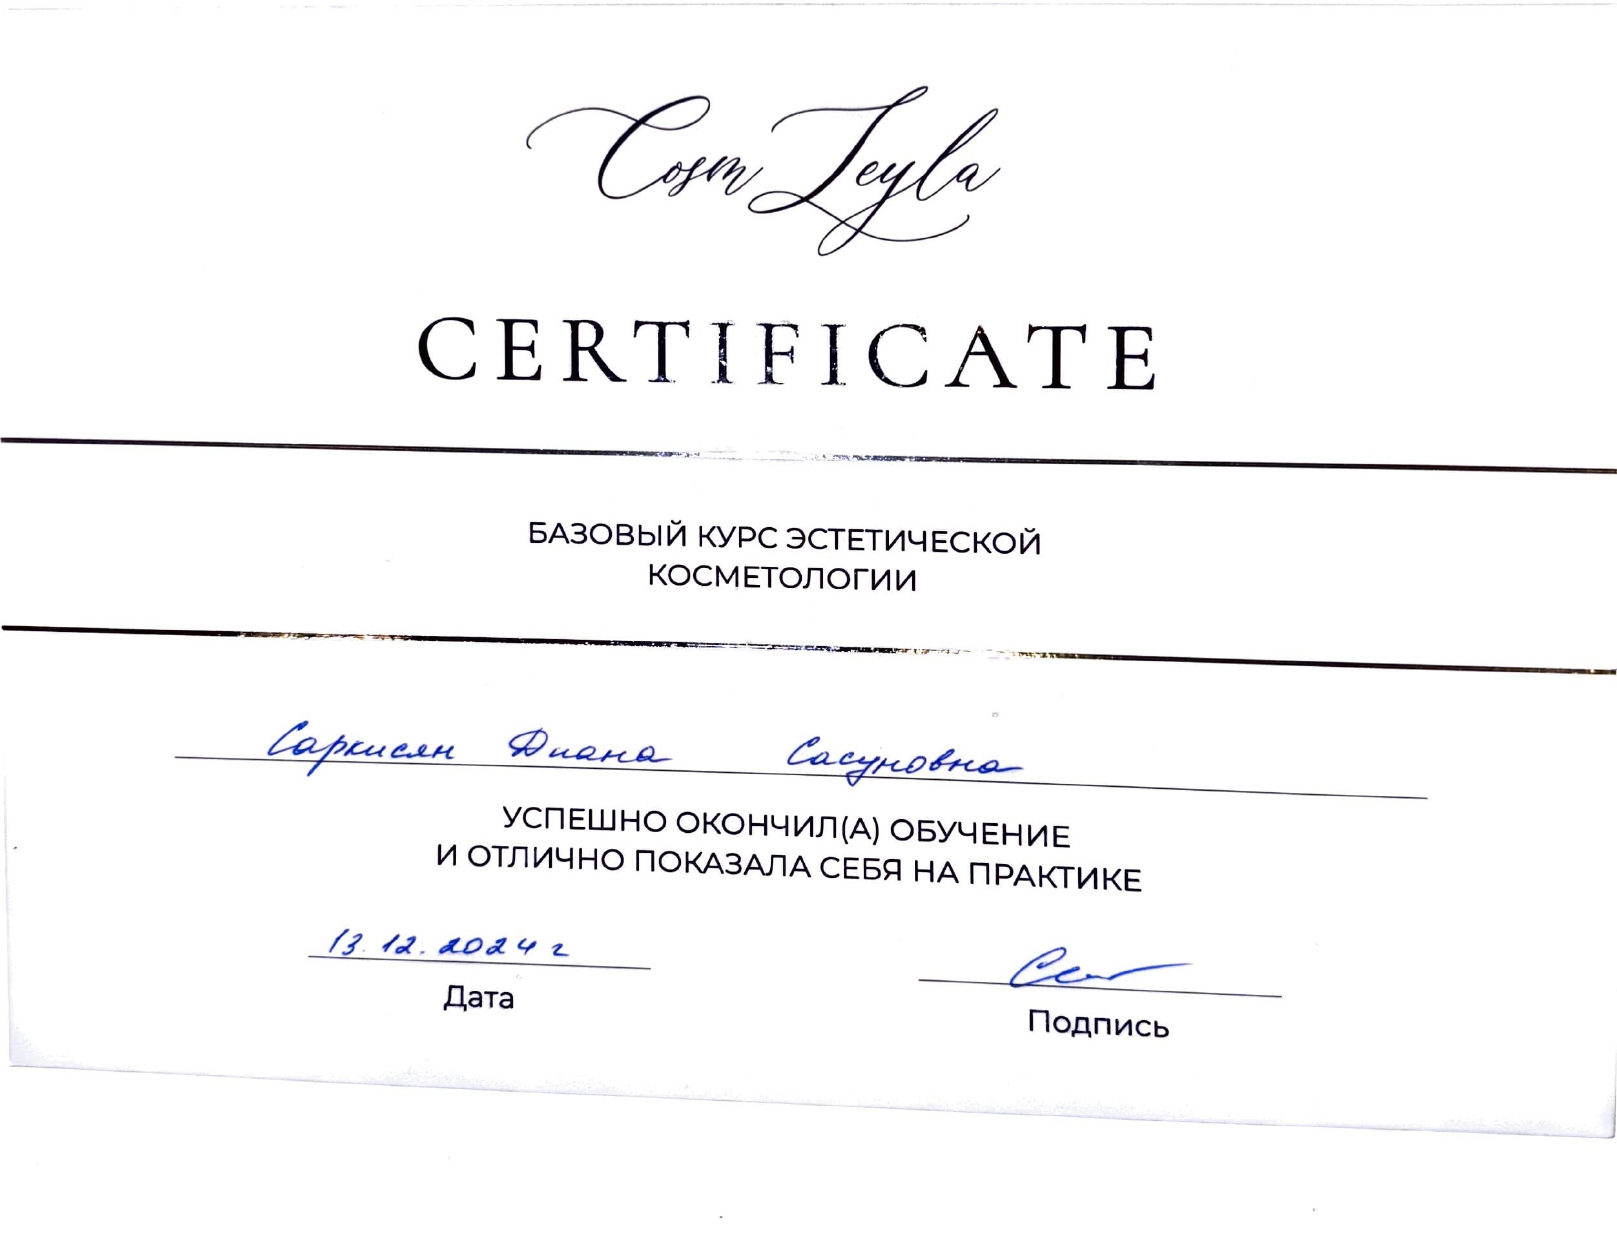 Cosm Leyla
CERTIFICATE
БАЗОВЫЙ КУРС ЭСТЕТИЧЕСКОЙ
КОСМЕТОЛОГИИ
Саркисян Диана Сасуновна
УСПЕШНО ОКОНЧИЛ(А) ОБУЧЕНИЕ
И ОТЛИЧНО ПОКАЗАЛА СЕБЯ НА ПРАКТИКЕ
13.12.2024 г
Дата
Подпись